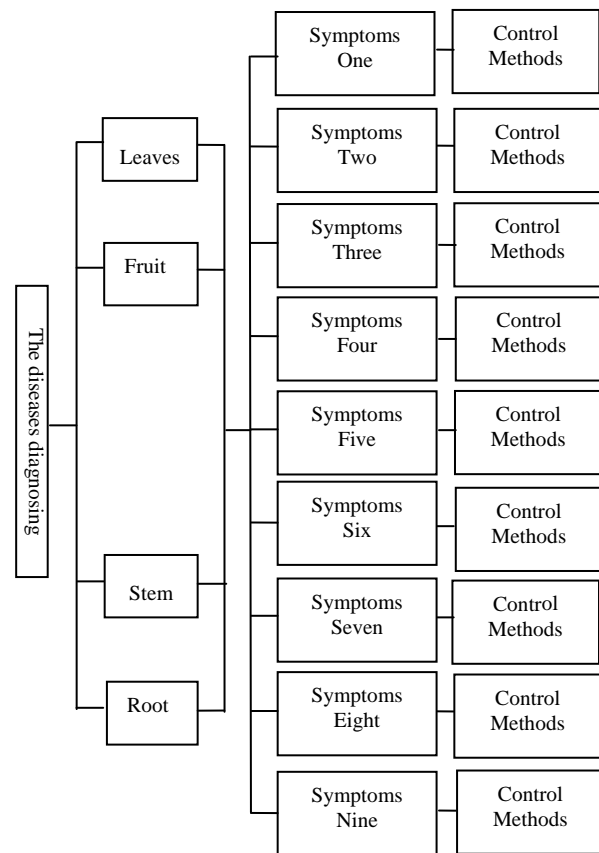 The diseases diagnosing
Leaves
Fruit
Stem
Root
Symptoms
One
Control
Methods
Symptoms
Two
Control
Methods
Symptoms
Three
Control
Methods
Symptoms
Four
Control
Methods
Symptoms
Five
Control
Methods
Symptoms
Six
Control
Methods
Symptoms
Seven
Control
Methods
Symptoms
Eight
Control
Methods
Symptoms
Nine
Control
Methods